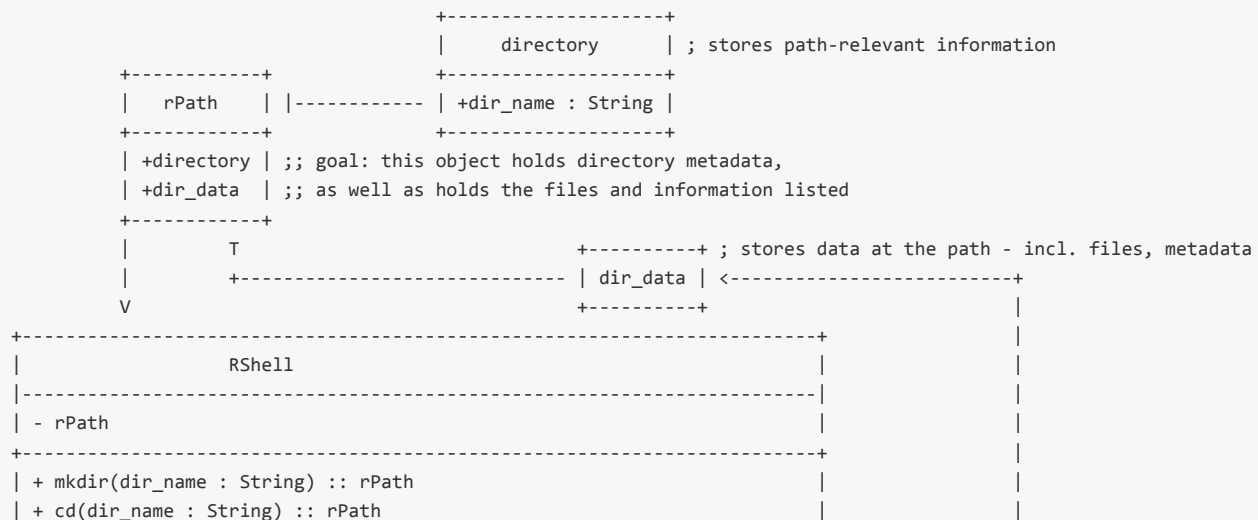 directory ; stores path-relevant information
rPath +dir_name : String
+directory ;; goal: this object holds directory metadata,
+dir_data ;; as well as holds the files and information listed
T ; stores data at the path - incl. files, metadata
dir_data <
V
RShell
- rPath
+ mkdir(dir_name : String) :: rPath
+ cd(dir_name : String) :: rPath